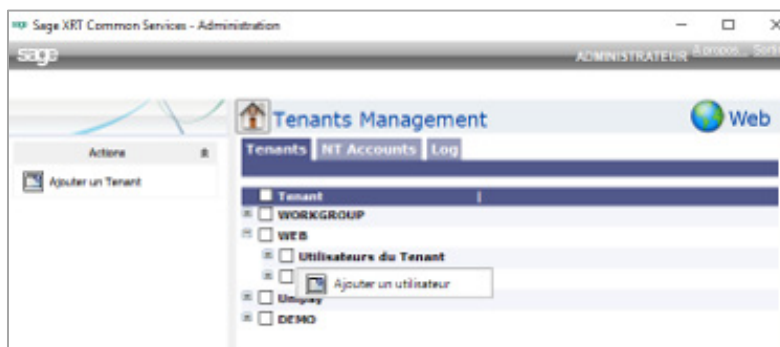 Sage XRT Common Services - Administration
sage
ADMINISTRATEUR A propos...
Tenants Management
Web
Actions
Tenants NT Accounts Log
Ajouter un Tenant
Tenant
WORKGROUP
WEB
Utilisateurs du Tenant
Ajouter un utilisateur
Unipay
DEMO